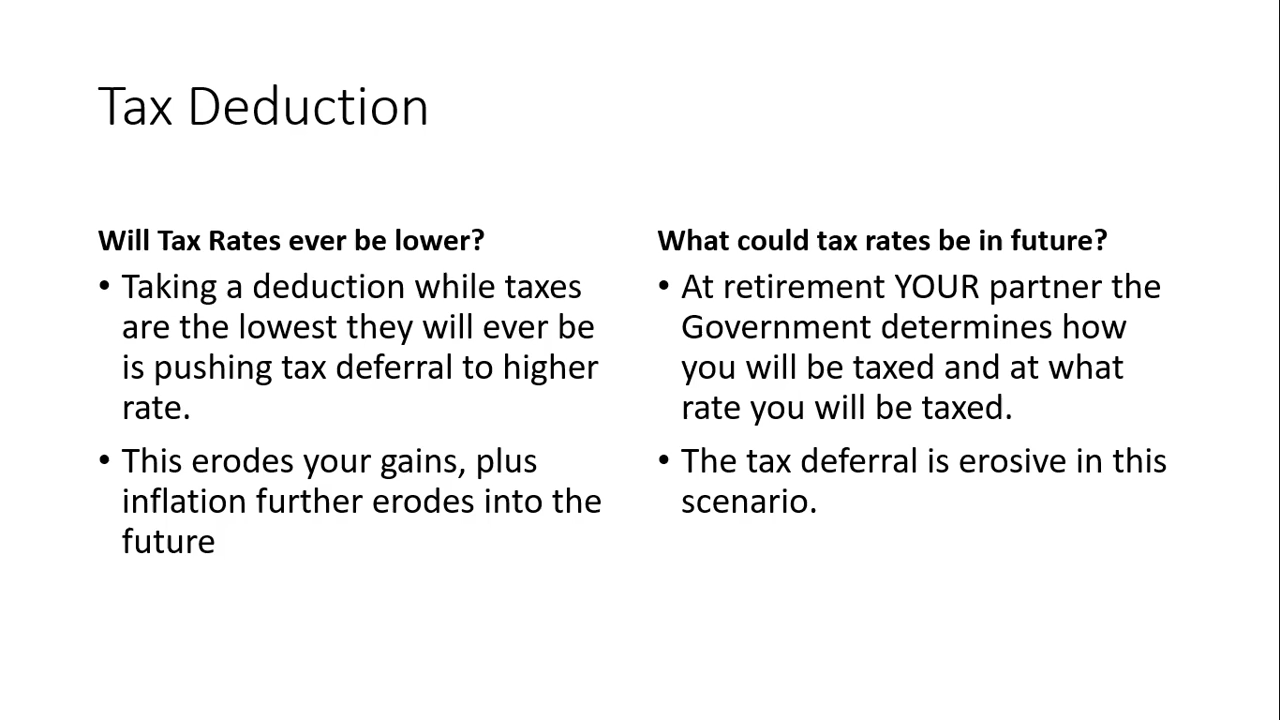 Tax Deduction
Will Tax Rates ever be lower?
• Taking a deduction while taxes
are the lowest they will ever be
is pushing tax deferral to higher
rate.
• This erodes your gains, plus
inflation further erodes into the
future
What could tax rates be in future?
• At retirement YOUR partner the
Government determines how
you will be taxed and at what
rate you will be taxed.
• The tax deferral is erosive in this
scenario.